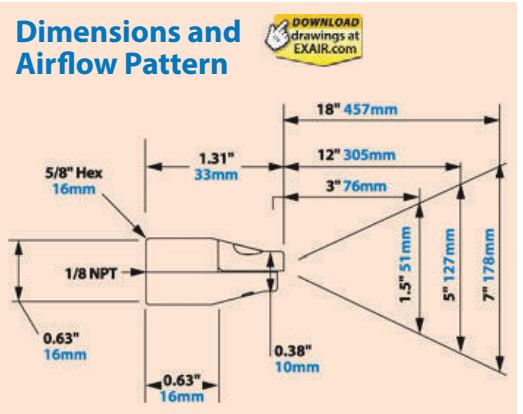 Dimensions and
Airflow Pattern
DOWNLOAD
drawings at
EXAIR.com
18" 457mm
1.31"
33mm
12" 305mm
5/8" Hex
16mm
3" 76mm
1/8 NPT
1.5" 51mm
5" 127mm
7" 178mm
0.63"
16mm
0.38"
10mm
0.63"
16mm